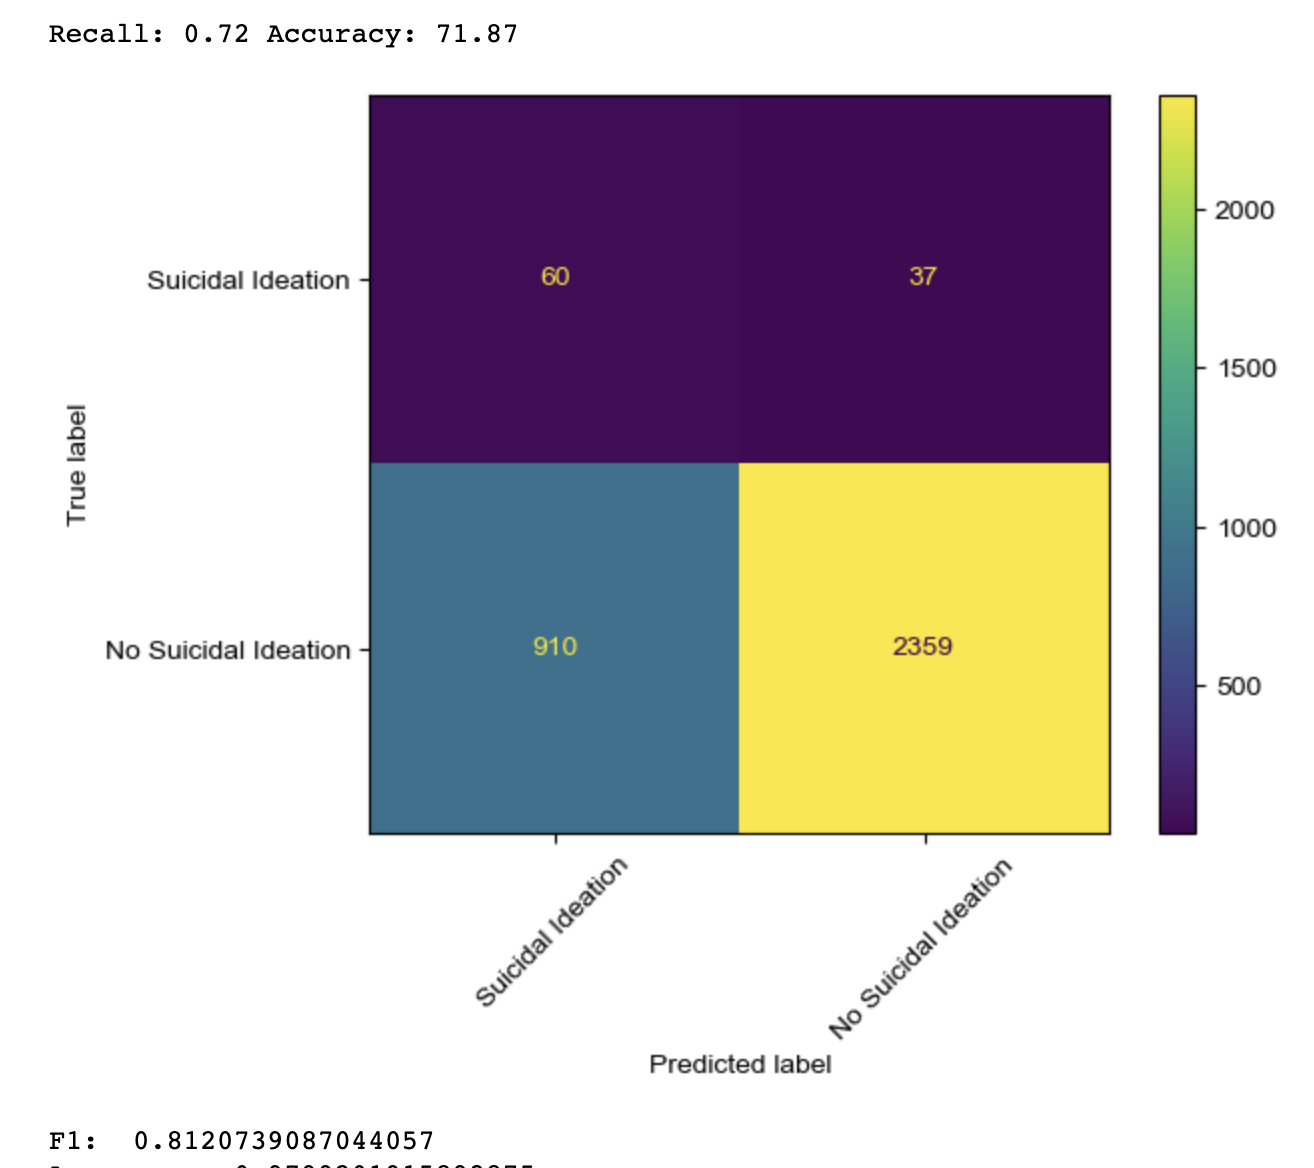 Recall: 0.72 Accuracy: 71.87
Suicidal Ideation
60
37
2000
1500
True label
1000
No Suicidal Ideation
910
2359
500
Suicidal Ideation
No Suicidal Ideation
Predicted label
F1: 0.8120739087044057